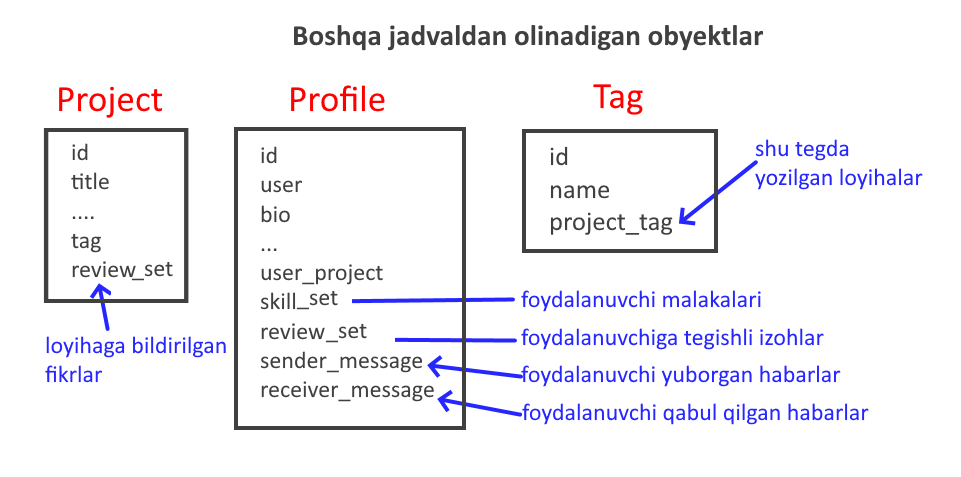 Boshqa jadvaldan olinadigan obyektlar
Project
id
title
....
tag
review_set
loyihaga bildirilgan
fikrlar
Profile
id
user
bio
...
user_project
skill_set
review_set
sender_message
receiver_message
foydalanuvchi malakalari
foydalanuvchiga tegishli izohlar
foydalanuvchi yuborgan habarlar
foydalanuvchi qabul qilgan habarlar
Tag
id
name
project_tag
shu tegda
yozilgan loyihalar